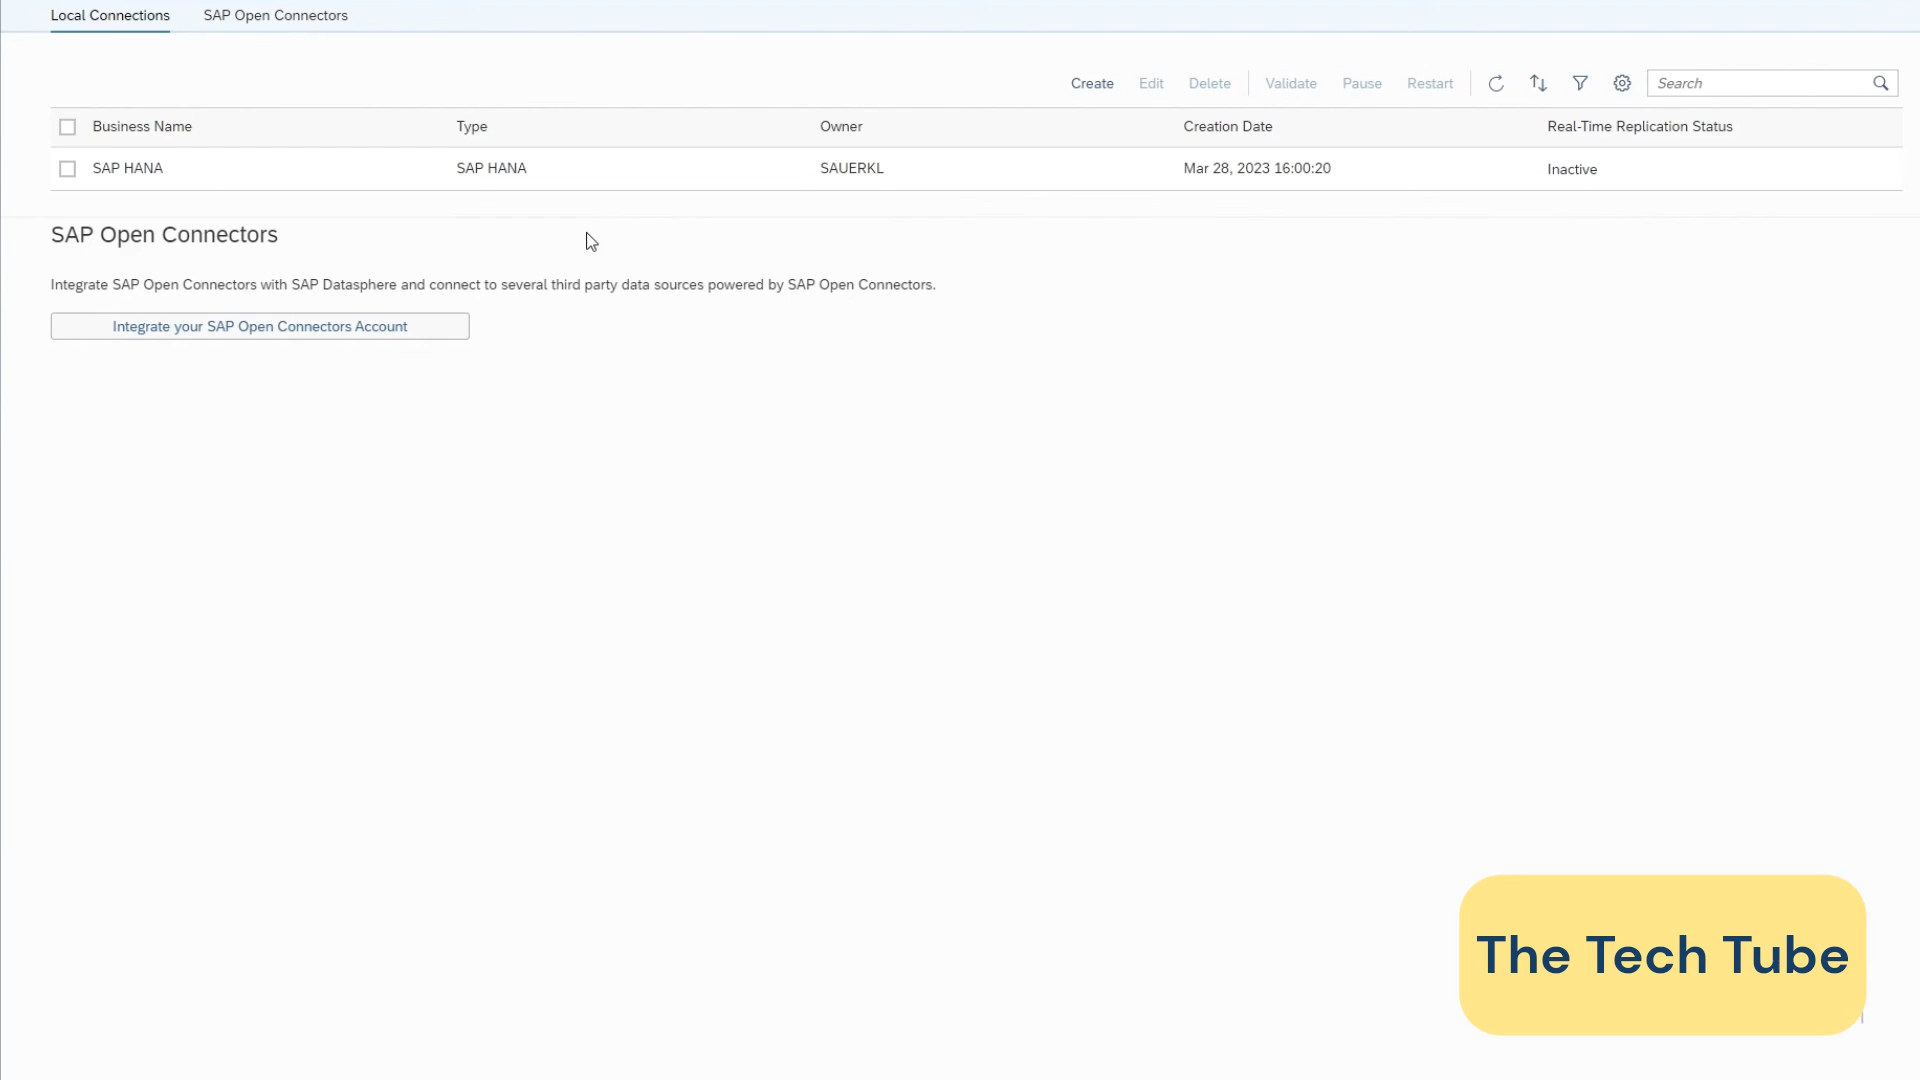 Local Connections SAP Open Connectors
Create Edit Delete Validate Pause Restart Search
Business Name Type Owner Creation Date Real-Time Replication Status
SAP HANA SAP HANA SAUERKL Mar 28, 2023 16:00:20 Inactive
SAP Open Connectors
Integrate SAP Open Connectors with SAP Datasphere and connect to several third party data sources powered by SAP Open Connectors.
Integrate your SAP Open Connectors Account
The Tech Tube